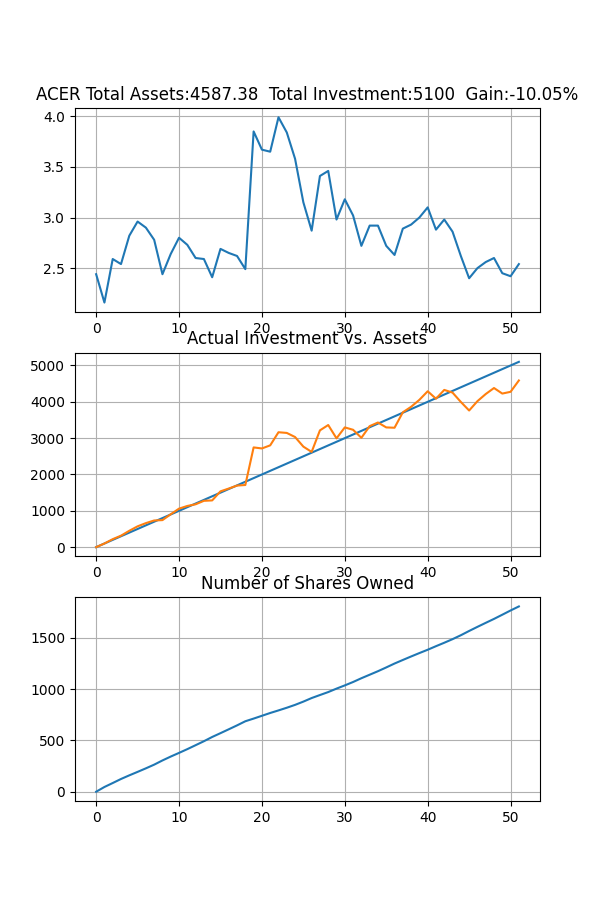 ACER Total Assets:4587.38  Total Investment:5100  Gain:-10.05%
4.0
3.5
3.0
2.5
0 10 20 30 40 50
Actual Investment vs. Assets
5000
4000
3000
2000
1000
0
0 10 20 30 40 50
Number of Shares Owned
1500
1000
500
0
0 10 20 30 40 50